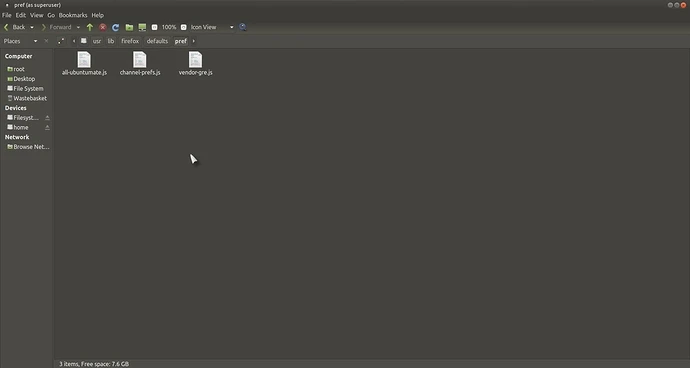 pref (as superuser)
File Edit View Go Bookmarks Help
Back Forward 100% Icon View
Places usr lib firefox defaults pref
Computer
root
Desktop
File System
Wastebasket
Devices
Filesyst...
home
Network
Browse Net...
all-ubuntumate.js channel-prefs.js vendor-gre.js
3 items, Free space: 7.6 GB